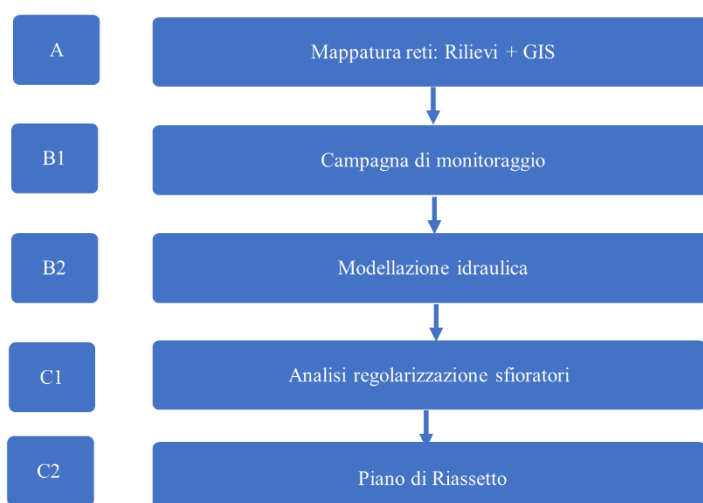 A
Mappatura reti: Rilievi + GIS
B1
Campagna di monitoraggio
B2
Modellazione idraulica
C1
Analisi regolarizzazione sfioratori
C2
Piano di Riassetto